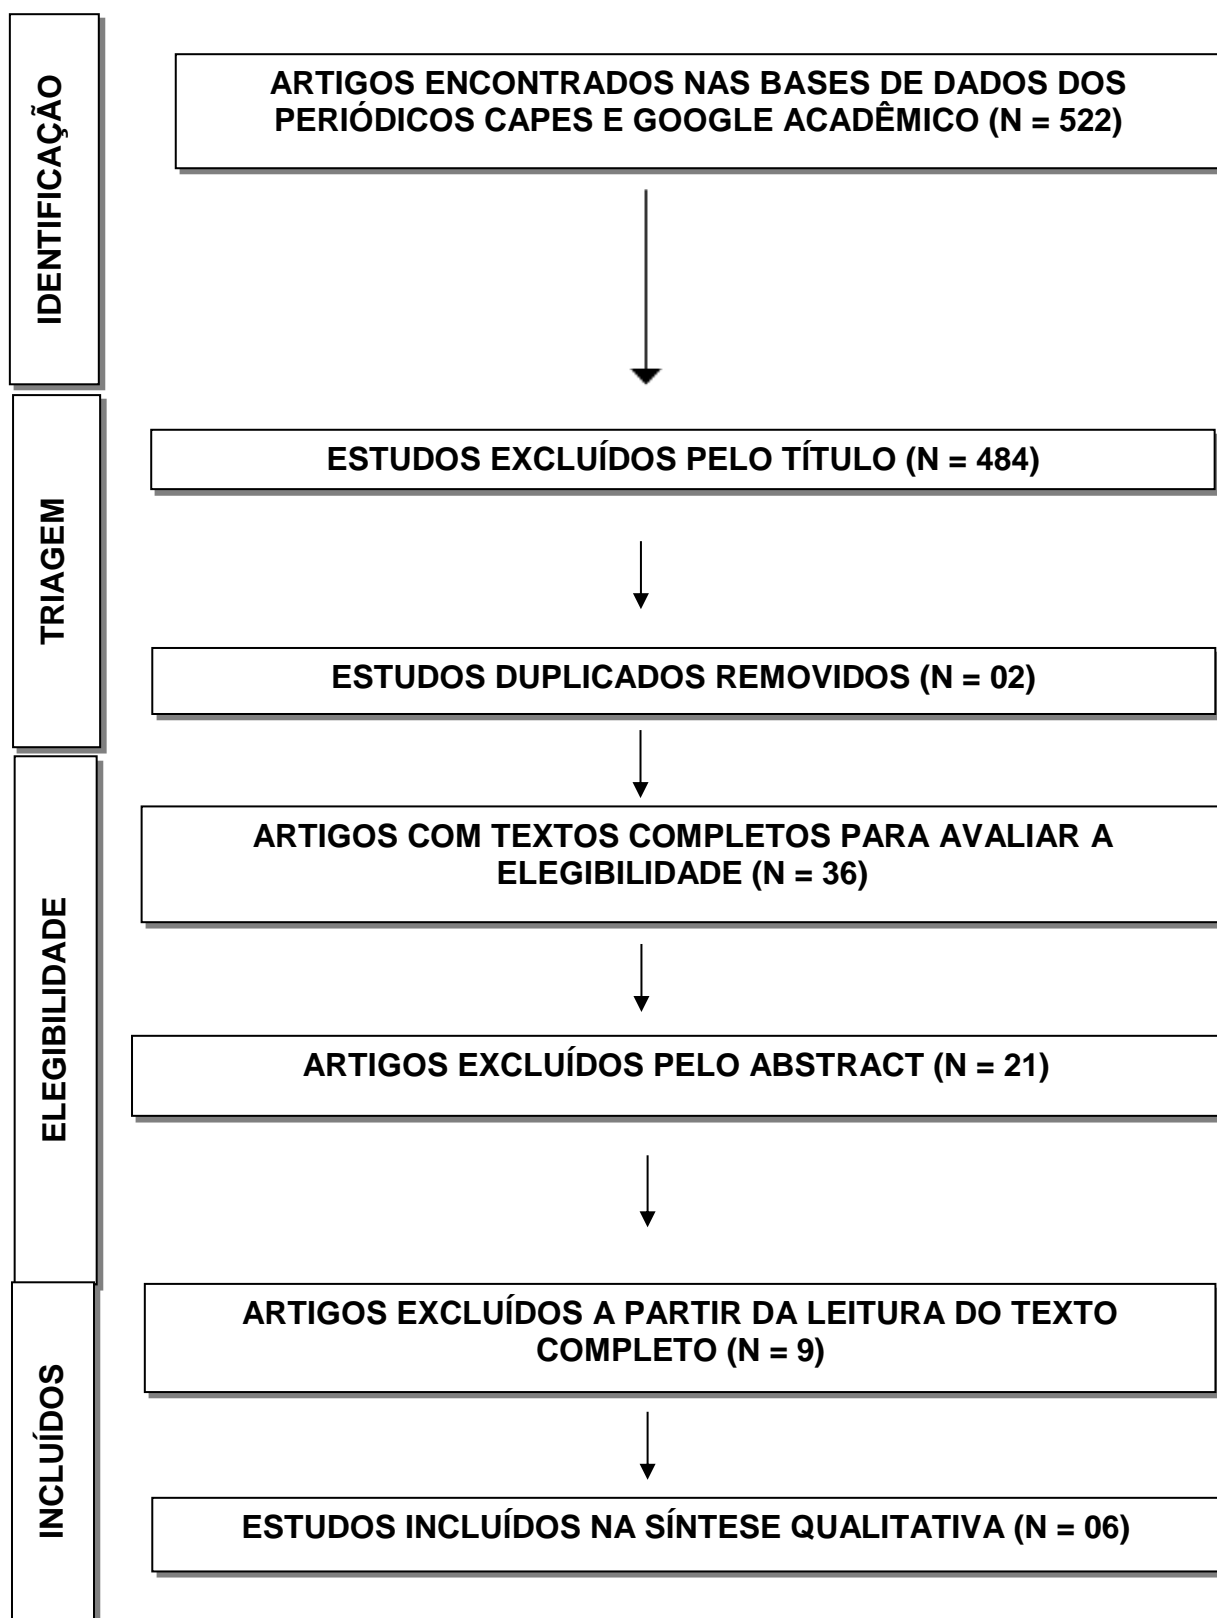 IDENTIFICAÇÃO
ARTIGOS ENCONTRADOS NAS BASES DE DADOS DOS
PERIÓDICOS CAPES E GOOGLE ACADÊMICO (N = 522)
TRIAGEM
ESTUDOS EXCLUÍDOS PELO TÍTULO (N = 484)
ESTUDOS DUPLICADOS REMOVIDOS (N = 02)
ELEGIBILIDADE
ARTIGOS COM TEXTOS COMPLETOS PARA AVALIAR A
ELEGIBILIDADE (N = 36)
ARTIGOS EXCLUÍDOS PELO ABSTRACT (N = 21)
INCLUÍDOS
ARTIGOS EXCLUÍDOS A PARTIR DA LEITURA DO TEXTO
COMPLETO (N = 9)
ESTUDOS INCLUÍDOS NA SÍNTESE QUALITATIVA (N = 06)